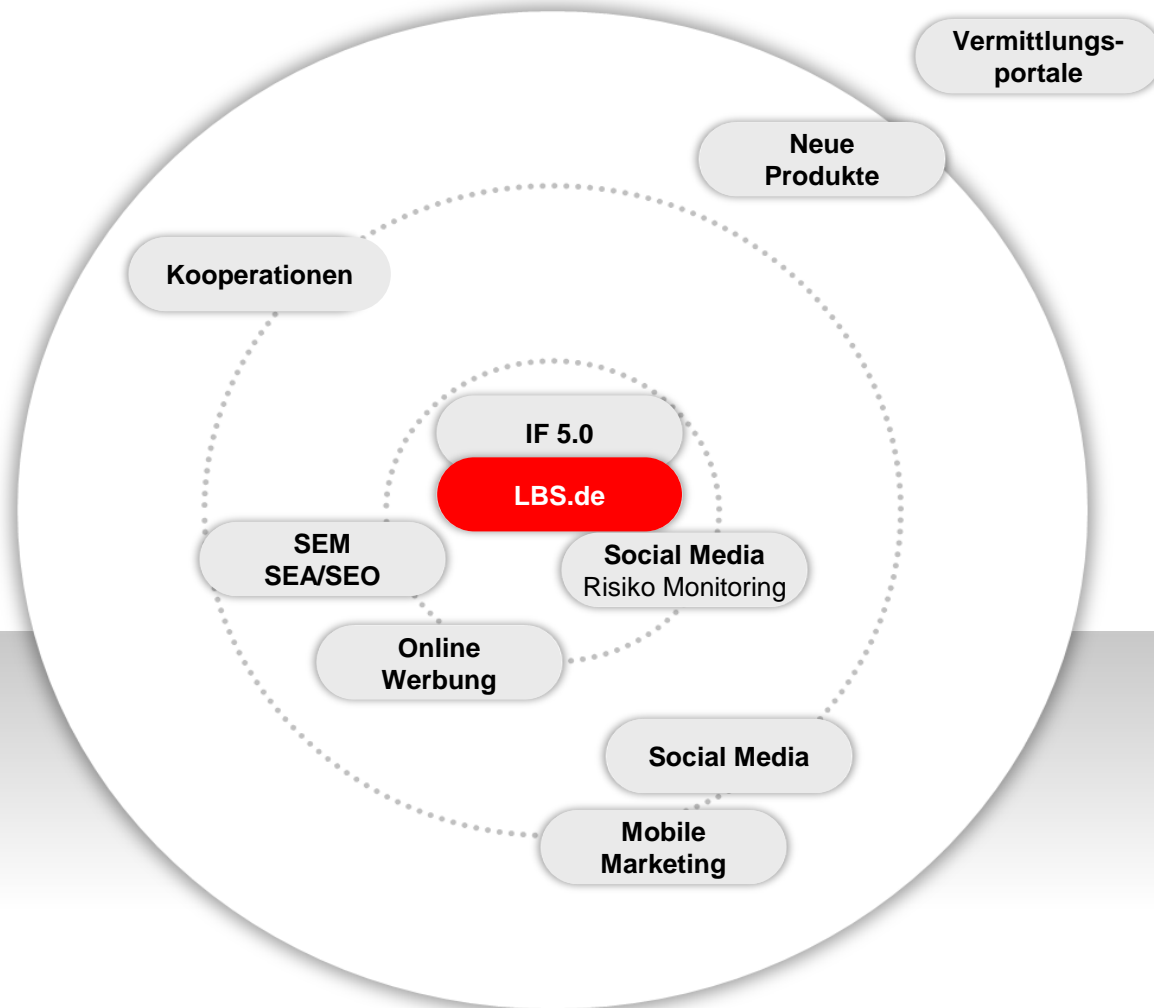 Vermittlungs-
portale
Neue
Produkte
Kooperationen
IF 5.0
LBS.de
SEM
SEA/SEO
Social Media
Risiko Monitoring
Online
Werbung
Social Media
Mobile
Marketing